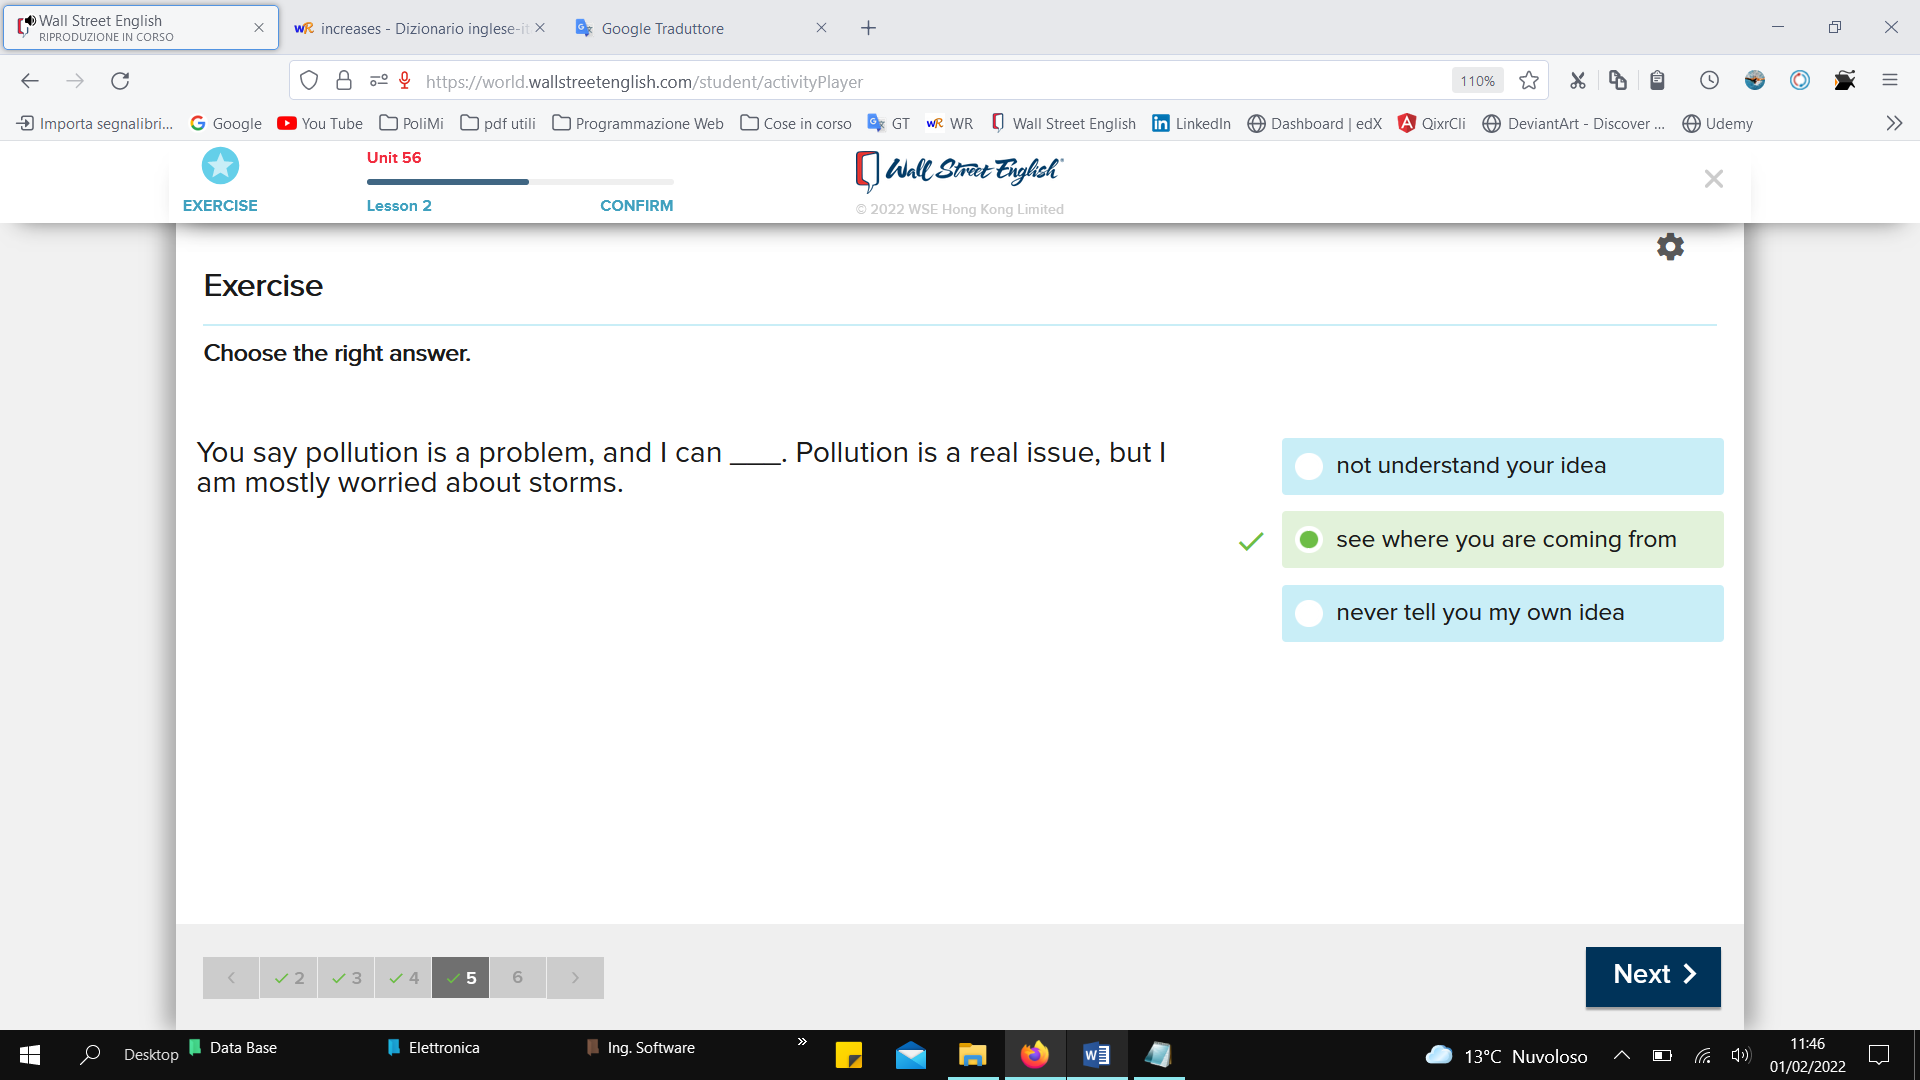 Wall Street English
RIPRODUZIONE IN CORSO
increases - Dizionario inglese-it
Google Traduttore
https://world.wallstreetenglish.com/student/activityPlayer
110%
Importa segnalibri...
Google
You Tube
PoliMi
pdf utili
Programmazione Web
Cose in corso
GT
WR
Wall Street English
LinkedIn
Dashboard | edX
QixrCli
DeviantArt - Discover ...
Udemy
EXERCISE
Unit 56
Lesson 2
CONFIRM
Wall Street English
© 2022 WSE Hong Kong Limited
Exercise
Choose the right answer.
You say pollution is a problem, and I can ____. Pollution is a real issue, but I
am mostly worried about storms.
not understand your idea
see where you are coming from
never tell you my own idea
2
3
4
5
6
Next
Desktop
Data Base
Elettronica
Ing. Software
13°C Nuvoloso
11:46
01/02/2022